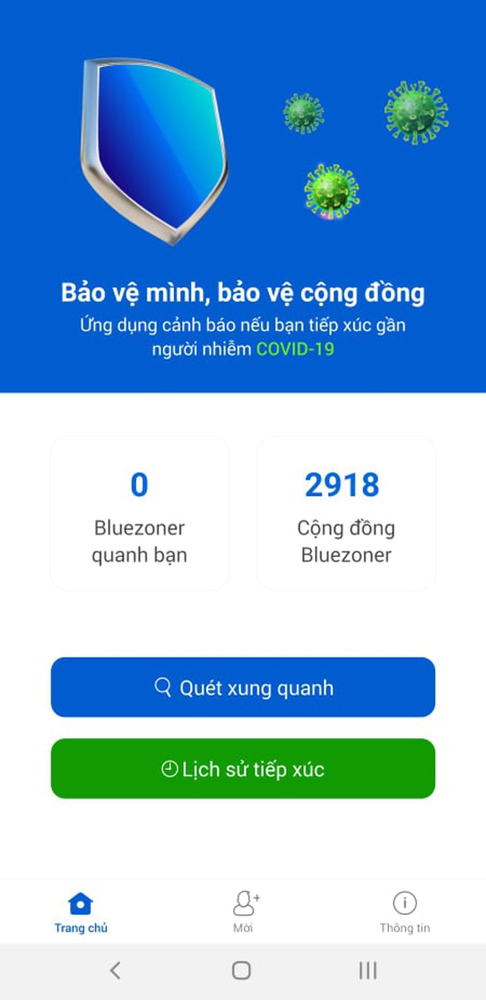 Bảo vệ mình, bảo vệ cộng đồng
Ứng dụng cảnh báo nếu bạn tiếp xúc gần
người nhiễm COVID-19
0
Bluezoner
quanh bạn
2918
Cộng đồng
Bluezoner
Quét xung quanh
Lịch sử tiếp xúc
Trang chủ
Mời
Thông tin